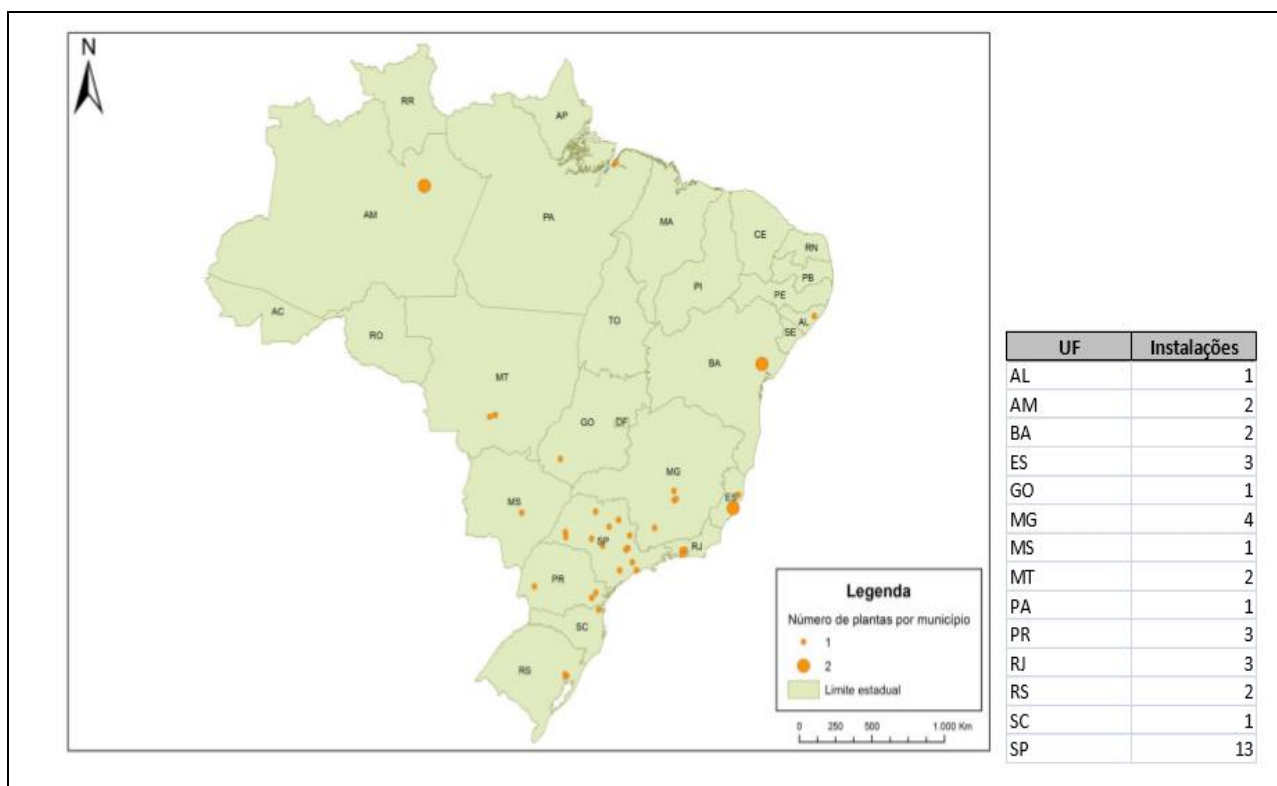 N
RR
AP
AM
PA
MA
CE
RN
PB
PE
PI
AL
SE
AC
RO
TO
BA
MT
GO
DF
MG
MS
ES
SP
RJ
PR
SC
RS
Legenda
Número de plantas por município
1
2
Limite estadual
0 250 500 1.000 Km
UF Instalações
AL 1
AM 2
BA 2
ES 3
GO 1
MG 4
MS 1
MT 2
PA 1
PR 3
RJ 3
RS 2
SC 1
SP 13